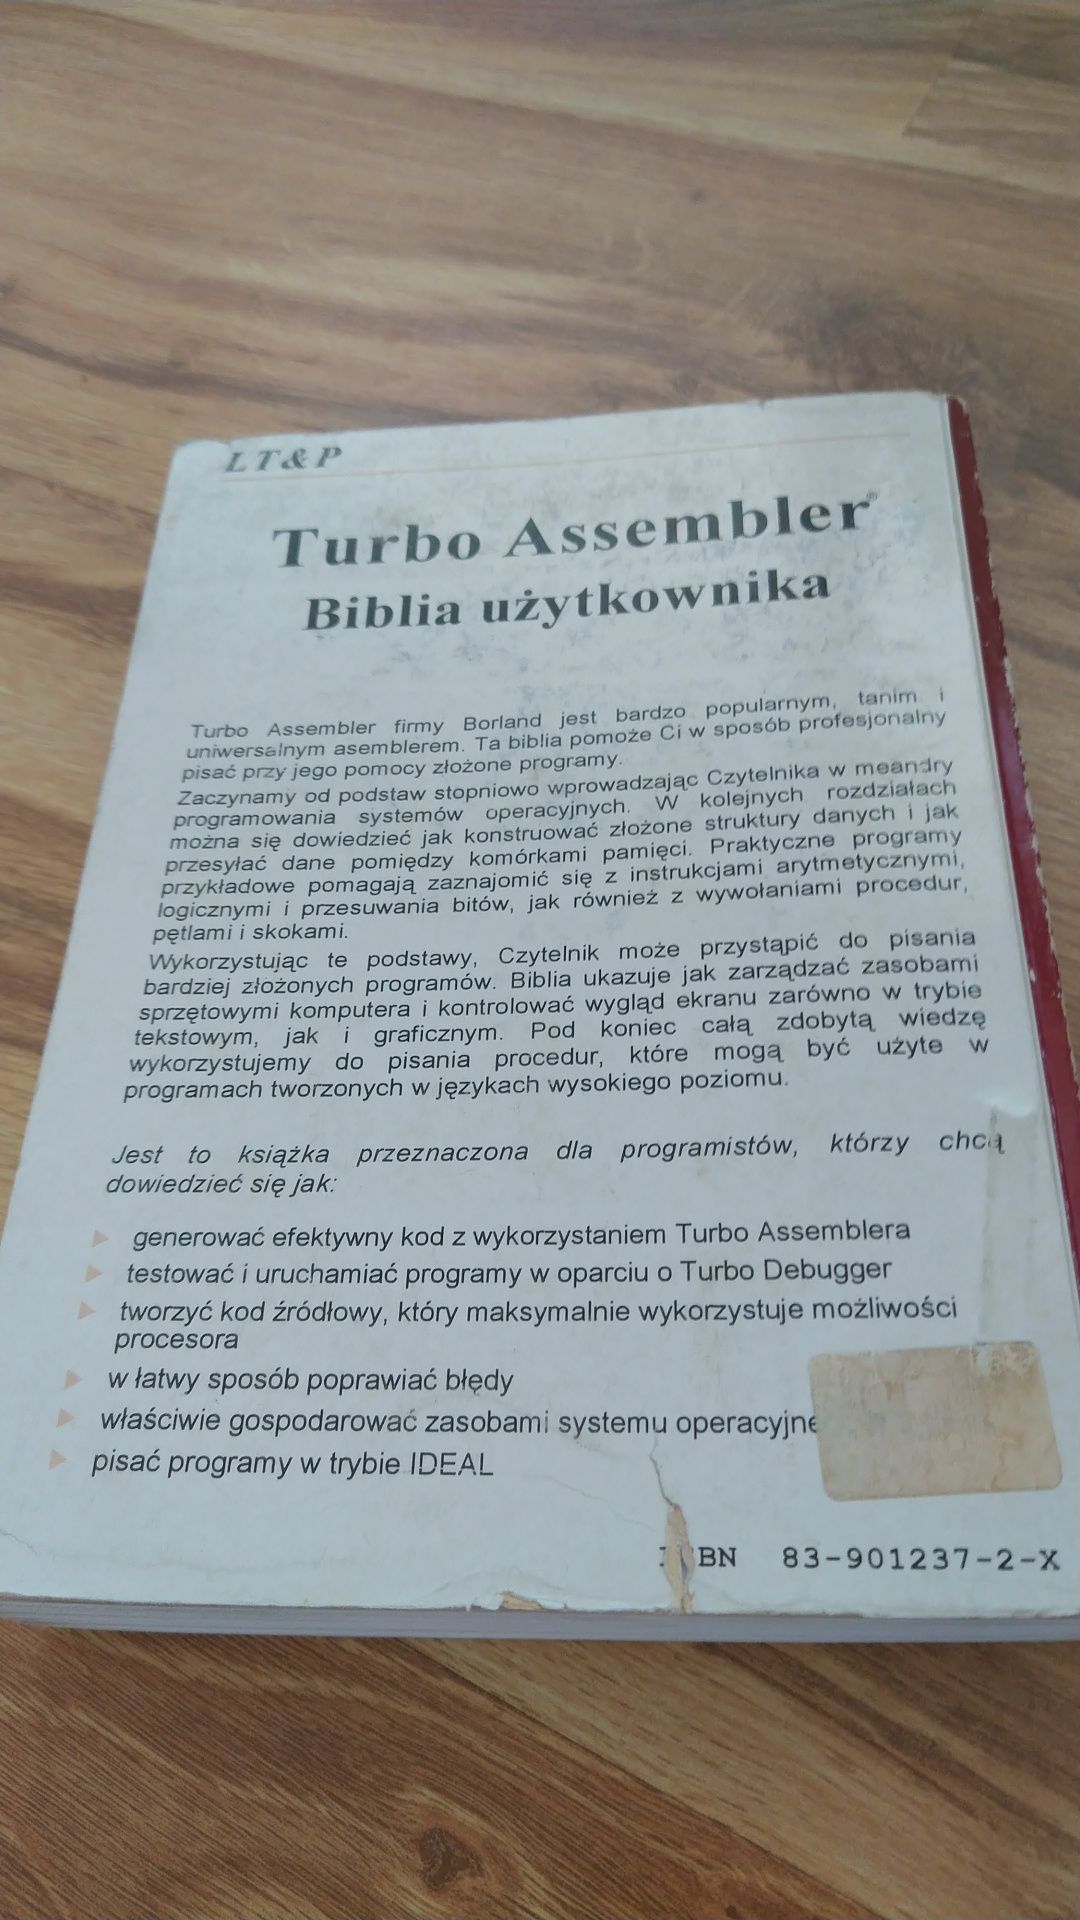 LT&P
Turbo Assembler®
Biblia użytkownika
Turbo Assembler firmy Borland jest bardzo popularnym, tanim i
uniwersalnym asemblerem. Ta biblia pomoże Ci w sposób profesjonalny
pisać przy jego pomocy złożone programy.
Zaczynamy od podstaw stopniowo wprowadzając Czytelnika w meandry
programowania systemów operacyjnych. W kolejnych rozdziałach
można się dowiedzieć jak konstruować złożone struktury danych i jak
przesyłać dane pomiędzy komórkami pamięci. Praktyczne programy
przykładowe pomagają zaznajomić się z instrukcjami arytmetycznymi,
logicznymi i przesuwania bitów, jak również z wywołaniami procedur,
pętlami i skokami.
Wykorzystując te podstawy, Czytelnik może przystąpić do pisania
bardziej złożonych programów. Biblia ukazuje jak zarządzać zasobami
sprzętowymi komputera i kontrolować wygląd ekranu zarówno w trybie
tekstowym, jak i graficznym. Pod koniec całą zdobytą wiedzę
wykorzystujemy do pisania procedur, które mogą być użyte w
programach tworzonych w językach wysokiego poziomu.
Jest to książka przeznaczona dla programistów, którzy chcą
dowiedzieć się jak:
generować efektywny kod z wykorzystaniem Turbo Assemblera
testować i uruchamiać programy w oparciu o Turbo Debugger
tworzyć kod źródłowy, który maksymalnie wykorzystuje możliwości
procesora
w łatwy sposób poprawiać błędy
właściwie gospodarować zasobami systemu operacyjne
pisać programy w trybie IDEAL
ISBN 83-901237-2-X